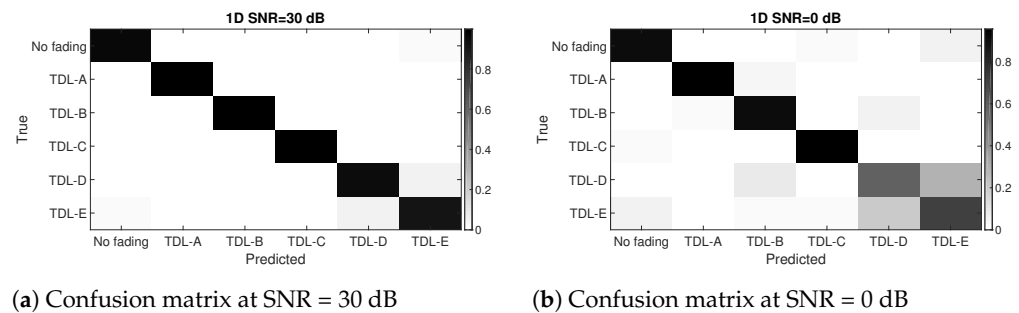 1D SNR=30 dB
No fading
TDL-A
TDL-B
TDL-C
TDL-D
TDL-E
True
No fading TDL-A TDL-B TDL-C TDL-D TDL-E
Predicted
0.8
0.6
0.4
0.2
0
(a) Confusion matrix at SNR = 30 dB
1D SNR=0 dB
No fading
TDL-A
TDL-B
TDL-C
TDL-D
TDL-E
True
No fading TDL-A TDL-B TDL-C TDL-D TDL-E
Predicted
0.8
0.6
0.4
0.2
0
(b) Confusion matrix at SNR = 0 dB